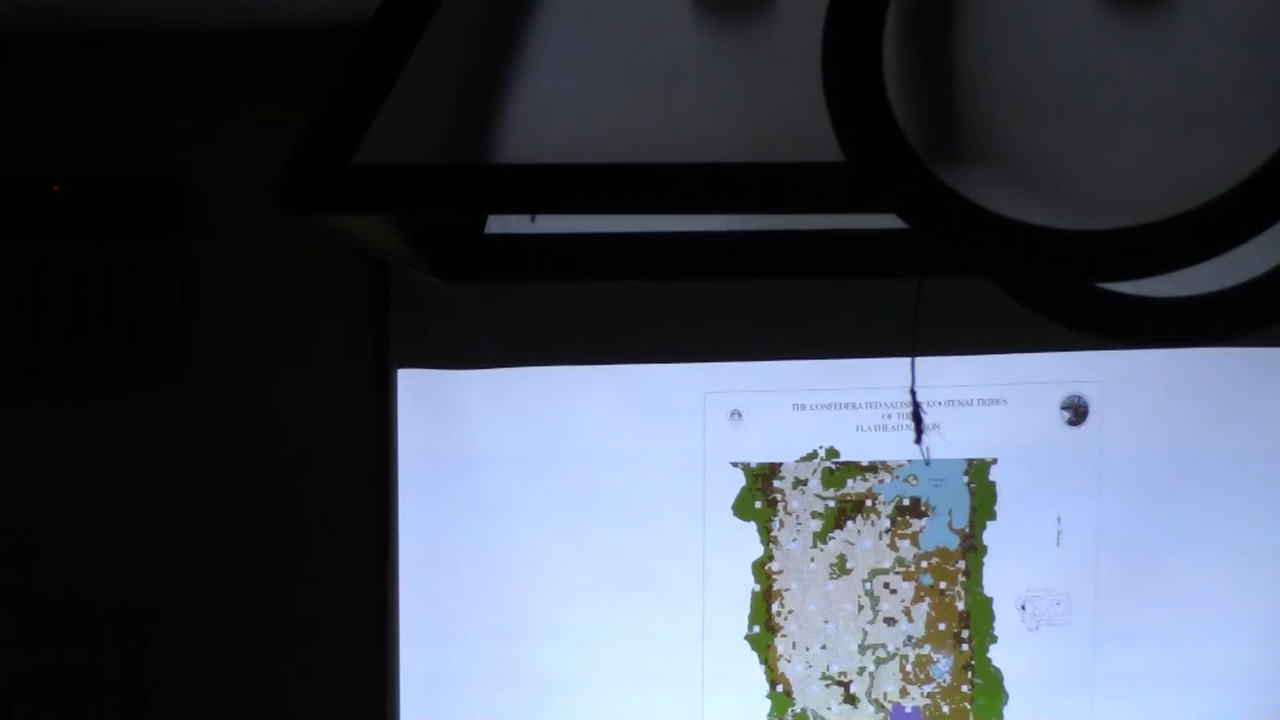 THE CONFEDERATED SALISH KOOTENAI TRIBES
OF THE
FLATHEAD NATION